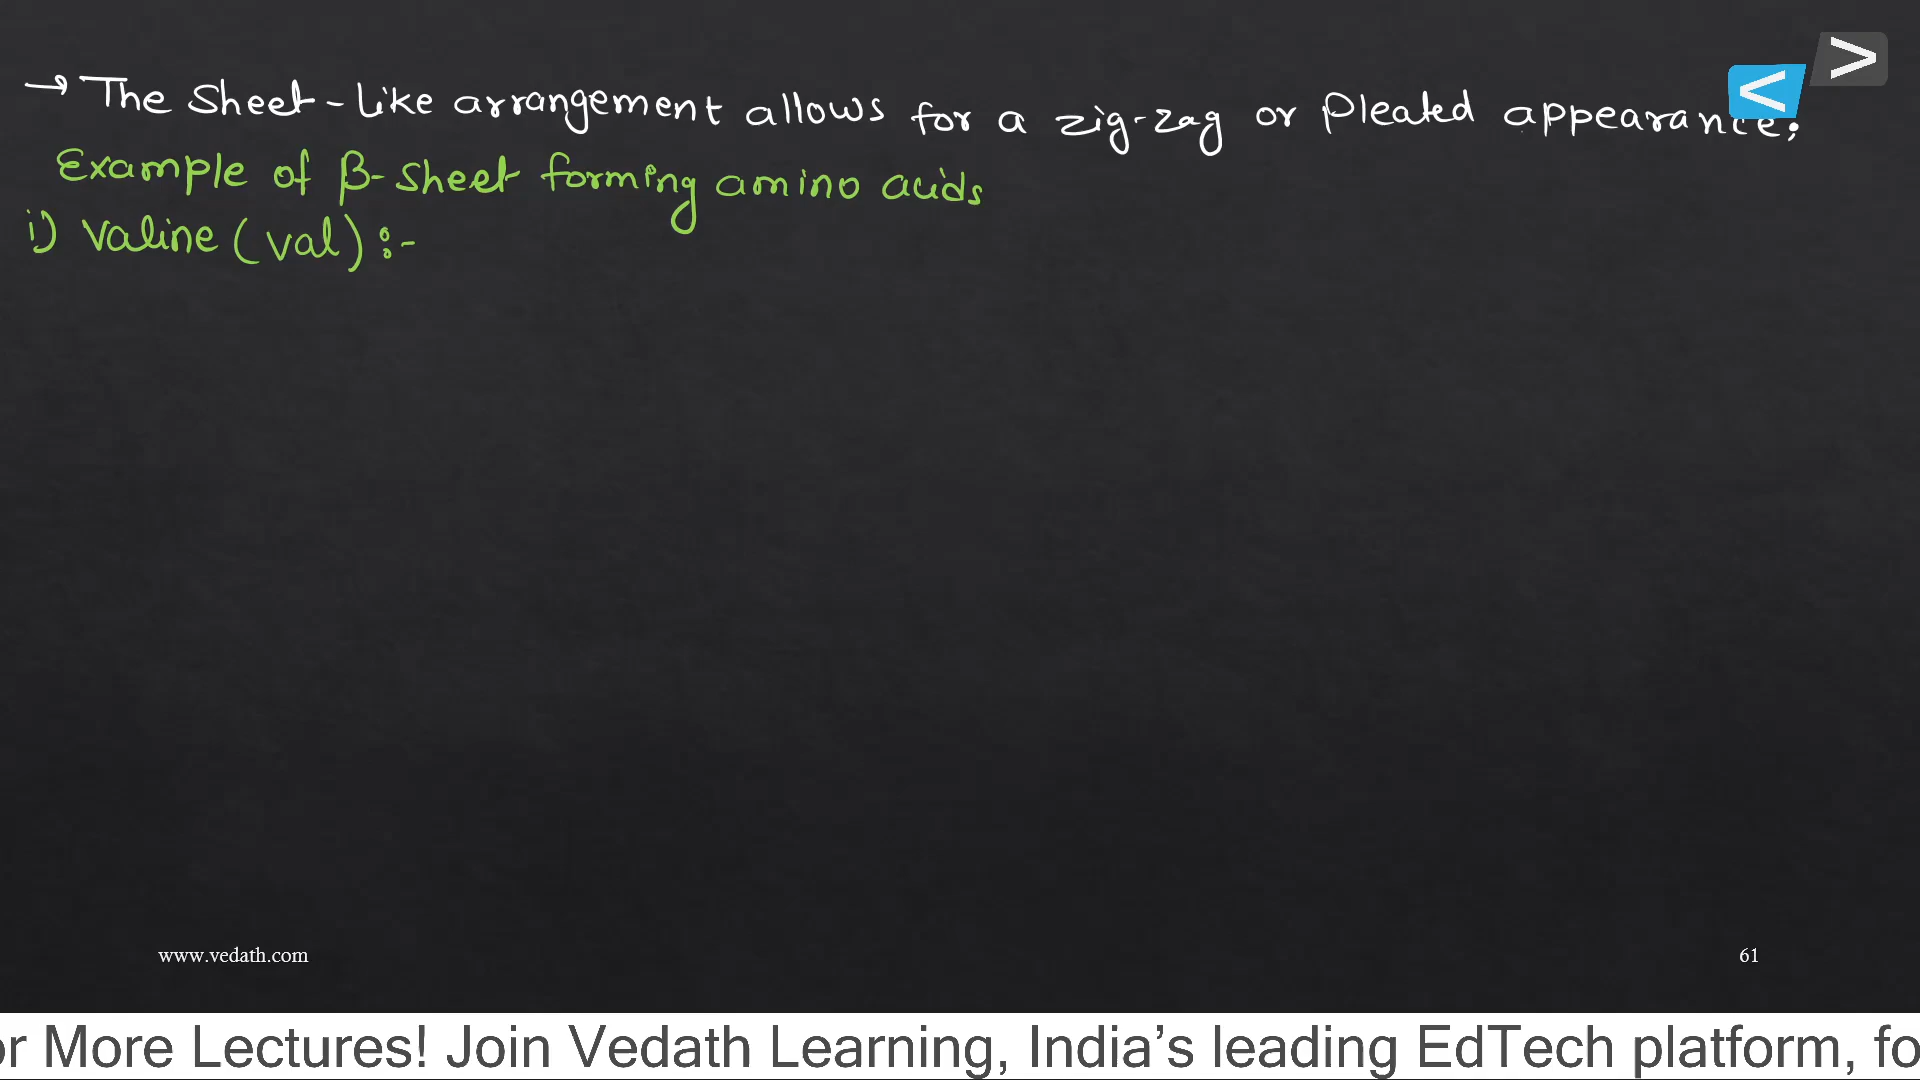 → The sheet-like arrangement allows for a zig-zag or pleated appearance.
Example of β-sheet forming amino acids
i) Valine (val) :-
www.vedath.com
61
or More Lectures! Join Vedath Learning, India’s leading EdTech platform, fo